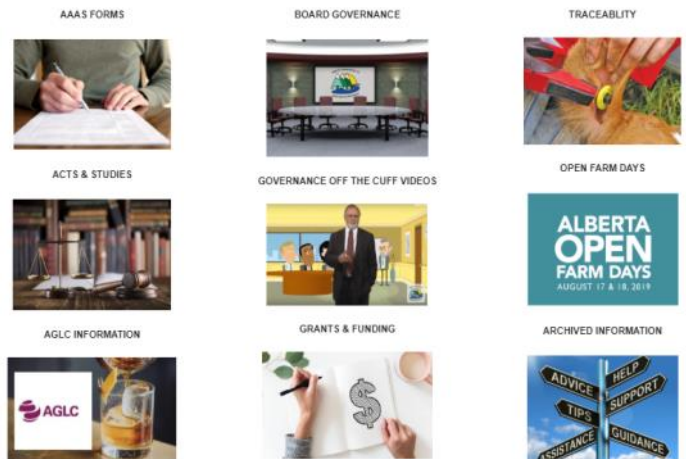 AAAS FORMS
BOARD GOVERNANCE
TRACEABLITY
ACTS & STUDIES
GOVERNANCE OFF THE CUFF VIDEOS
OPEN FARM DAYS
ALBERTA
OPEN
FARM DAYS
AUGUST 17 & 18, 2019
AGLC INFORMATION
GRANTS & FUNDING
ARCHIVED INFORMATION
AGLC
$
ADVICE
HELP
TIPS
SUPPORT
ASSISTANCE
GUIDANCE